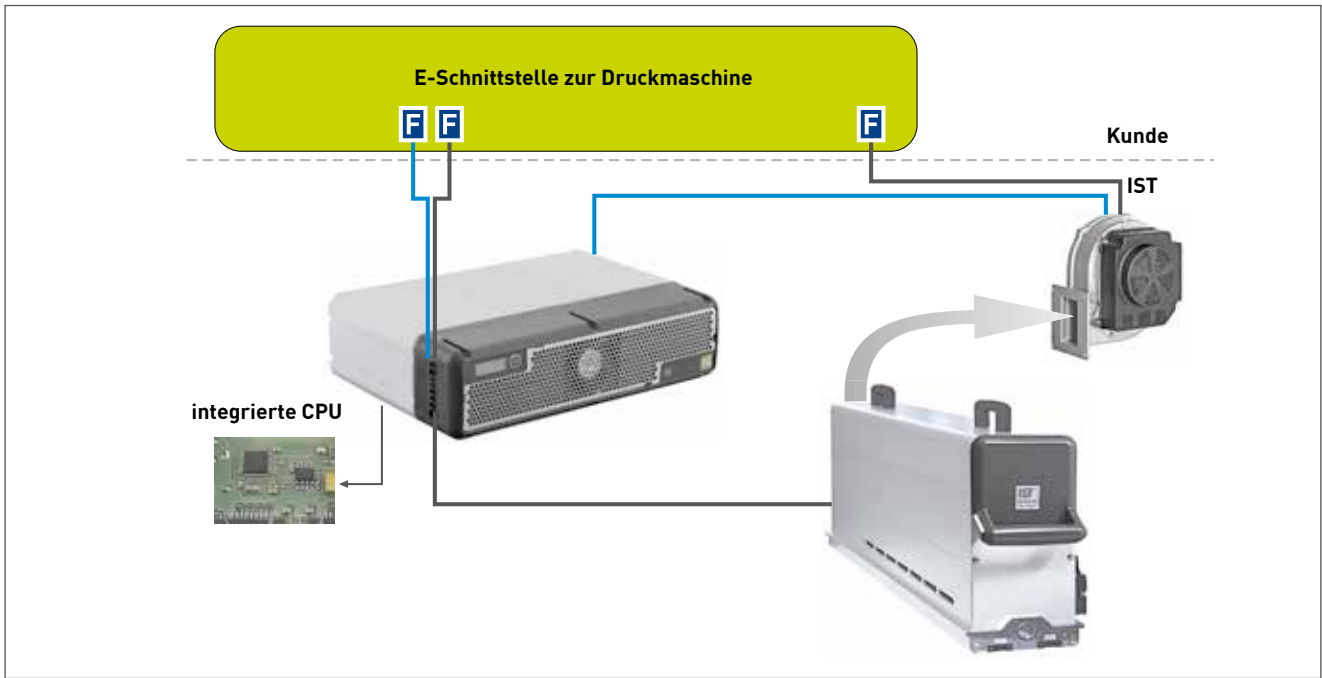 E-Schnittstelle zur Druckmaschine
F F F
Kunde
IST
integrierte CPU
IST